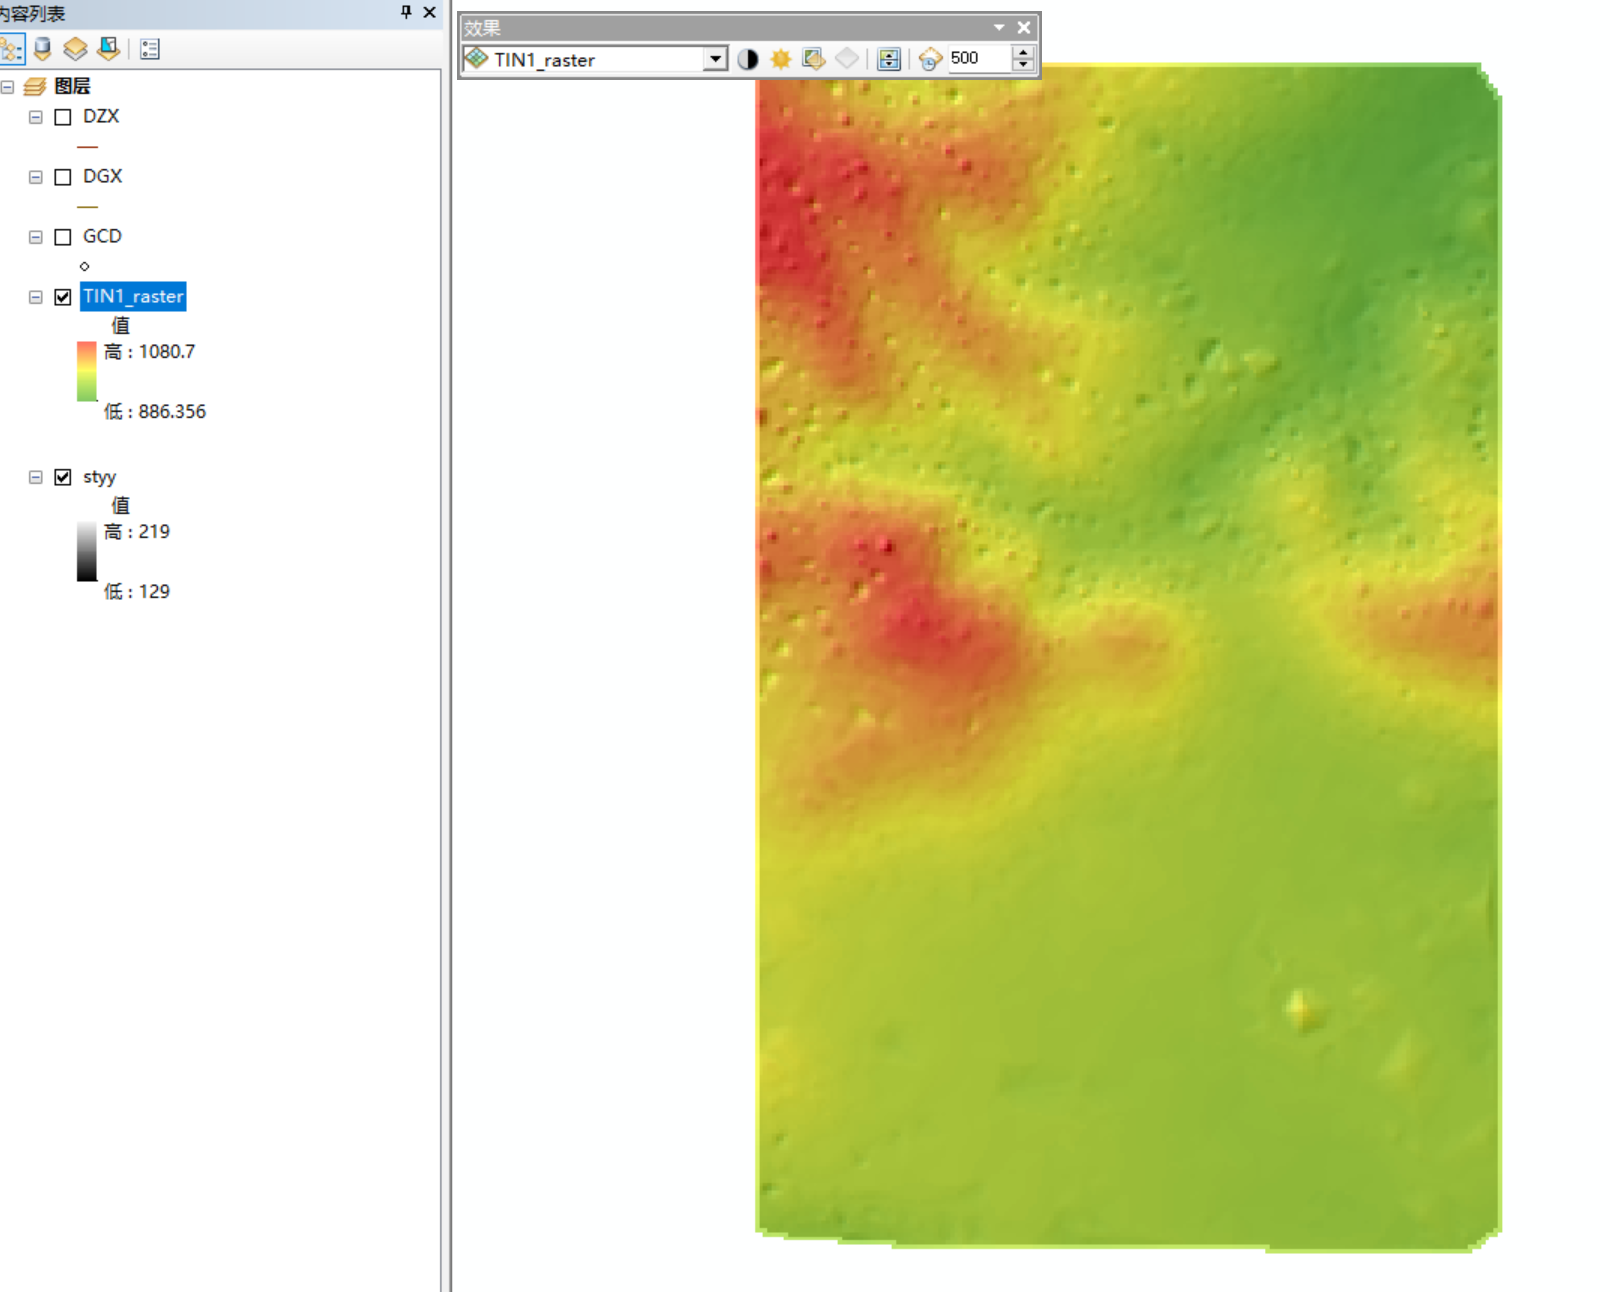 内容列表
图层
DZX
DGX
GCD
TIN1_raster
值
高 : 1080.7
低 : 886.356
styy
值
高 : 219
低 : 129
效果
TIN1_raster
500